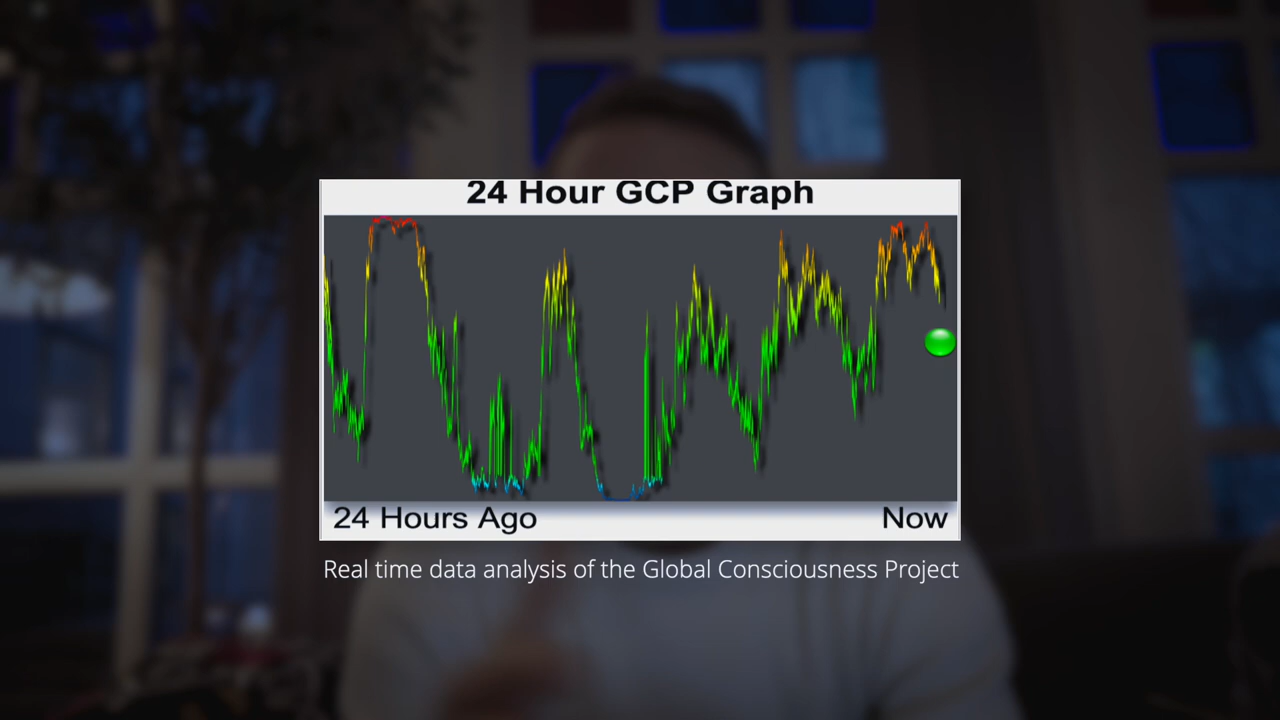 24 Hour GCP Graph
24 Hours Ago
Now
Real time data analysis of the Global Consciousness Project